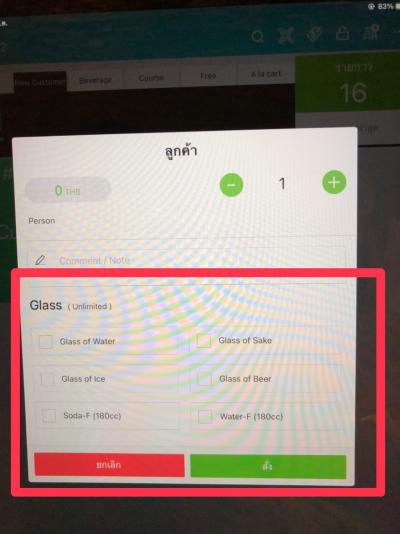 83%
New Customer Beverage Course Free A la cart
รายการ
16
ลูกค้า
0 THB
1
Person
Comment / Note
Glass ( Unlimited )
Glass of Water Glass of Sake
Glass of Ice Glass of Beer
Soda-F (180cc) Water-F (180cc)
ยกเลิก สั่ง